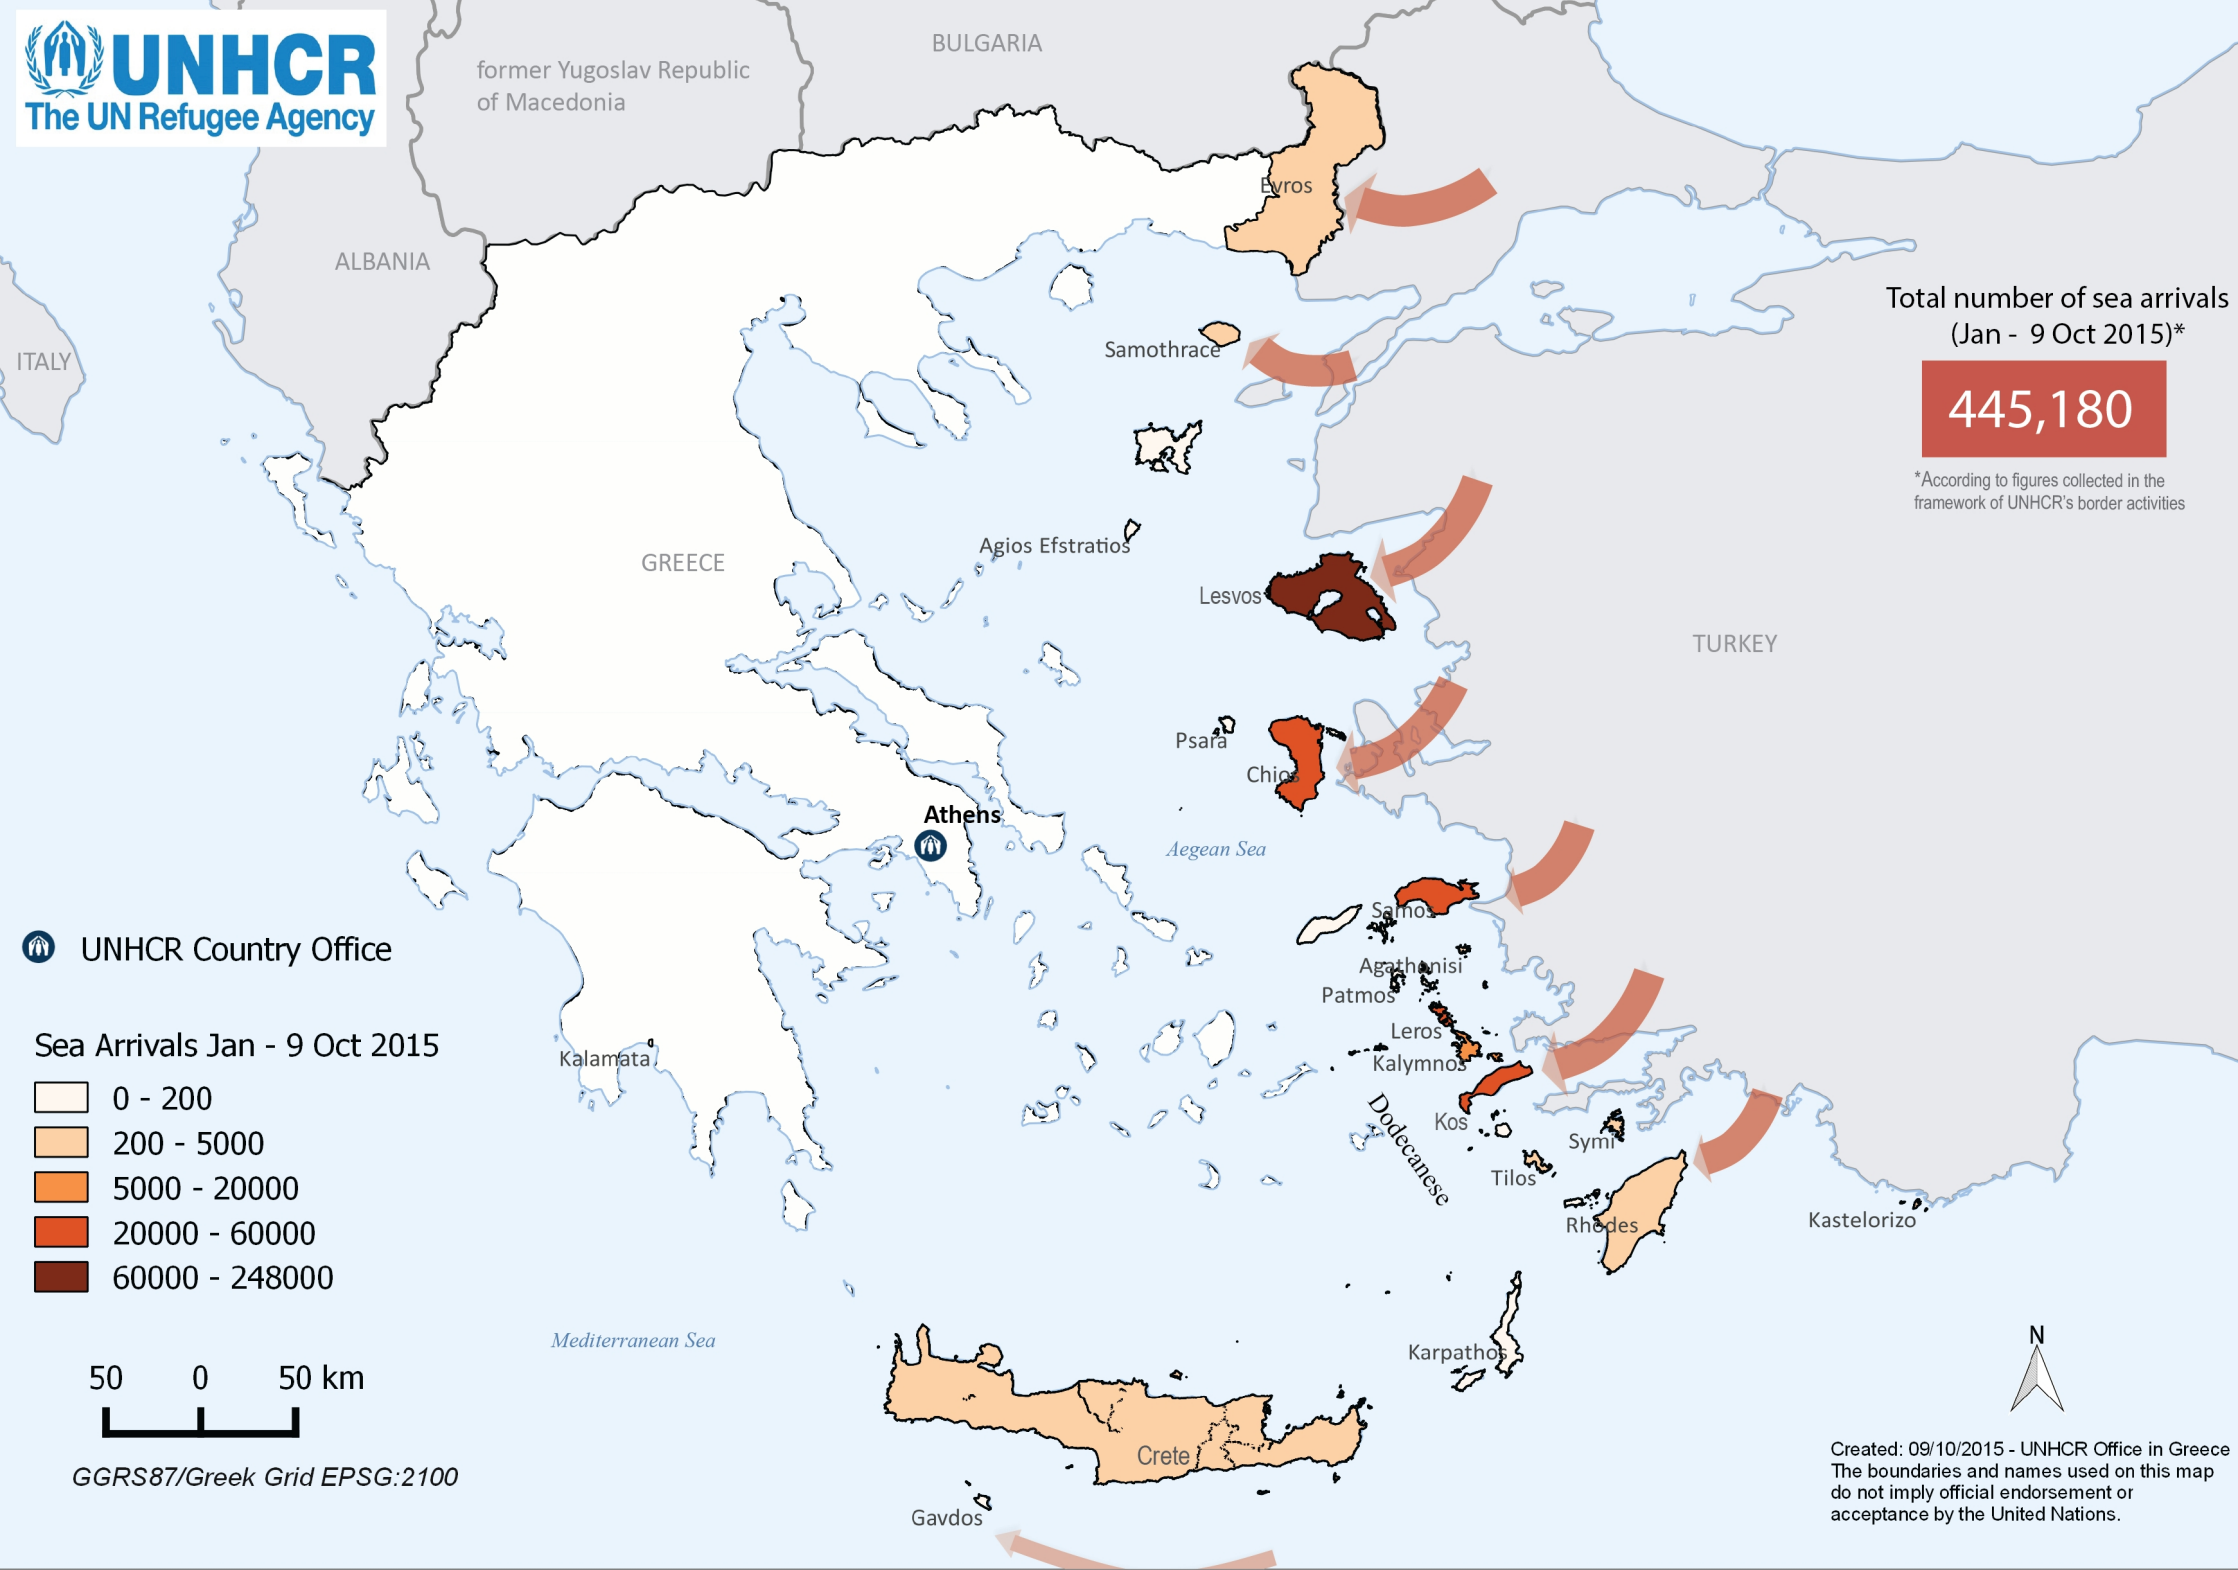 UNHCR
The UN Refugee Agency
former Yugoslav Republic
of Macedonia
BULGARIA
ALBANIA
ITALY
GREECE
TURKEY
Evros
Samothrace
Total number of sea arrivals
(Jan - 9 Oct 2015)*
445,180
*According to figures collected in the
framework of UNHCR's border activities
Agios Efstratios
Lesvos
Psara
Chios
Athens
Aegean Sea
Samos
Agathonisi
Patmos
Leros
Kalymnos
Kos
Dodecanese
Symi
Tilos
Rhodes
Kastelorizo
Karpathos
Kalamata
Mediterranean Sea
Crete
Gavdos
UNHCR Country Office
Sea Arrivals Jan - 9 Oct 2015
0 - 200
200 - 5000
5000 - 20000
20000 - 60000
60000 - 248000
50 0 50 km
GGRS87/Greek Grid EPSG:2100
N
Created: 09/10/2015 - UNHCR Office in Greece
The boundaries and names used on this map
do not imply official endorsement or
acceptance by the United Nations.